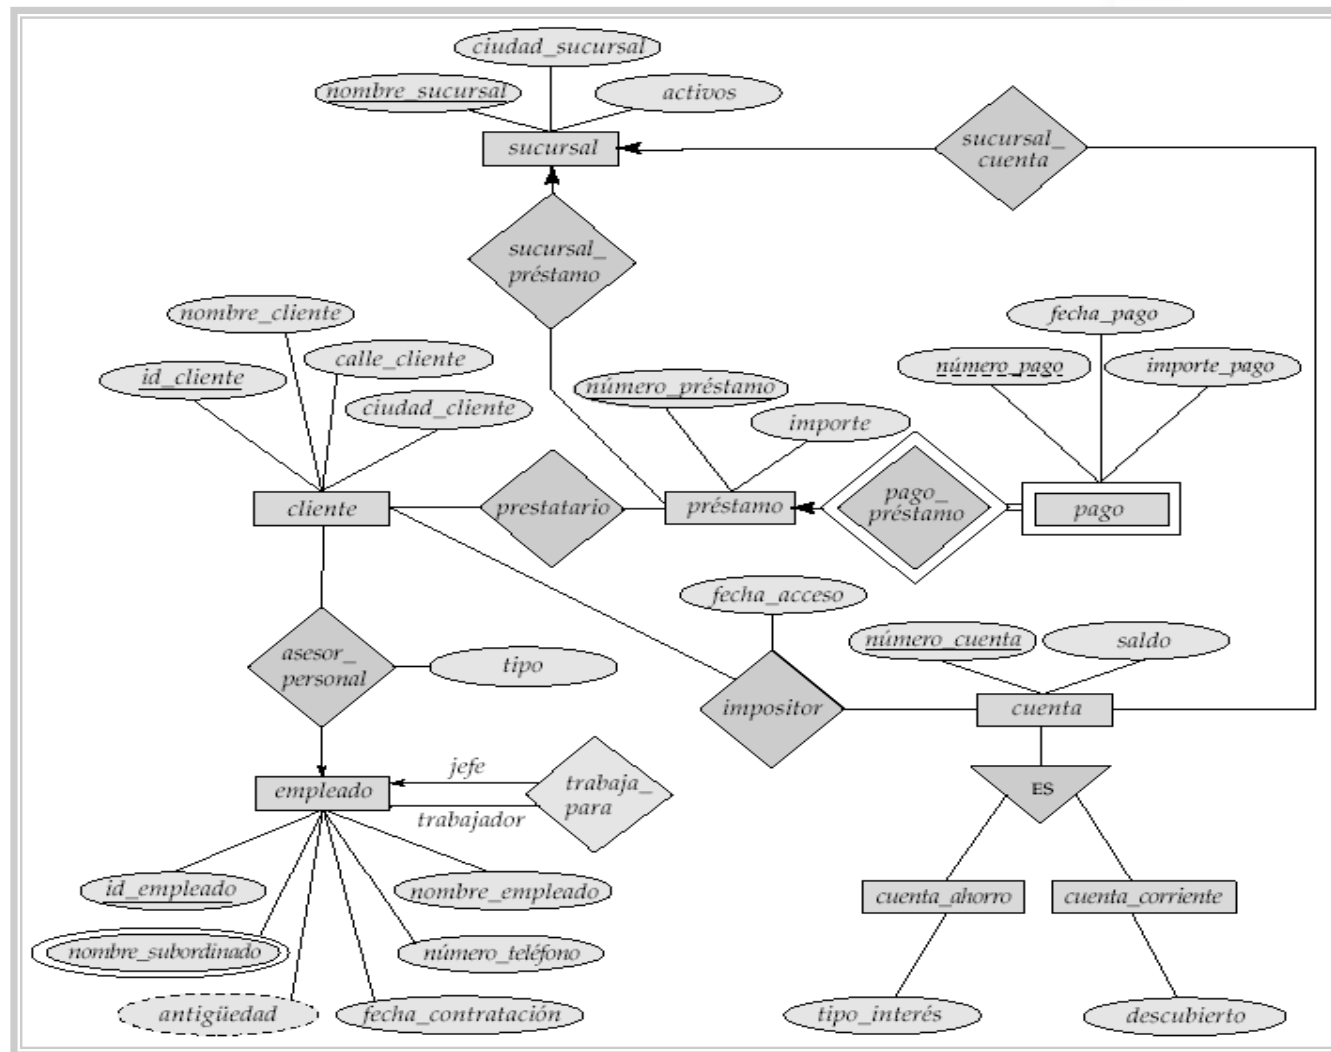 ciudad_sucursal
nombre_sucursal
activos
sucursal
sucursal_
cuenta
sucursal_
préstamo
nombre_cliente
calle_cliente
id_cliente
ciudad_cliente
fecha_pago
número_pago
importe_pago
número_préstamo
importe
cliente
prestatario
préstamo
pago_
préstamo
pago
fecha_acceso
número_cuenta
saldo
asesor_
personal
tipo
impositor
cuenta
jefe
empleado
trabaja_
para
trabajador
ES
id_empleado
nombre_empleado
cuenta_ahorro
cuenta_corriente
nombre_subordinado
número_teléfono
antigüedad
fecha_contratación
tipo_interés
descubierto